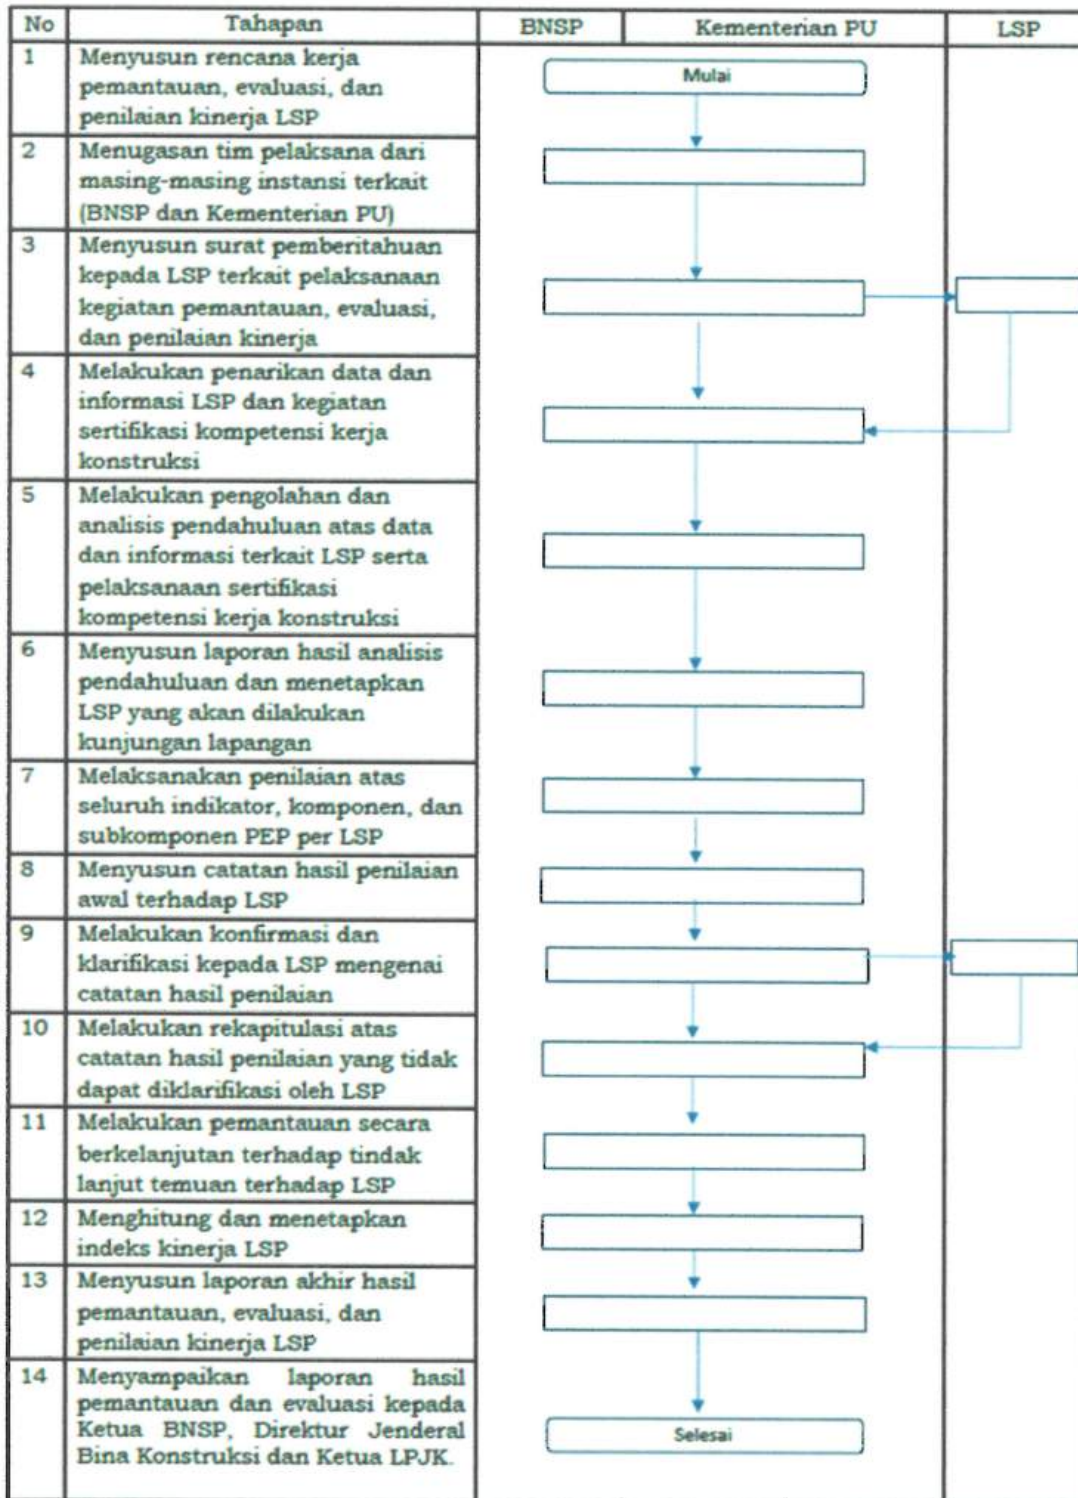 No Tahapan BNSP Kementerian PU LSP
1 Menyusun rencana kerja
pemantauan, evaluasi, dan
penilaian kinerja LSP
Mulai
2 Menugasan tim pelaksana dari
masing-masing instansi terkait
(BNSP dan Kementerian PU)
3 Menyusun surat pemberitahuan
kepada LSP terkait pelaksanaan
kegiatan pemantauan, evaluasi,
dan penilaian kinerja
4 Melakukan penarikan data dan
informasi LSP dan kegiatan
sertifikasi kompetensi kerja
konstruksi
5 Melakukan pengolahan dan
analisis pendahuluan atas data
dan informasi terkait LSP serta
pelaksanaan sertifikasi
kompetensi kerja konstruksi
6 Menyusun laporan hasil analisis
pendahuluan dan menetapkan
LSP yang akan dilakukan
kunjungan lapangan
7 Melaksanakan penilaian atas
seluruh indikator, komponen, dan
subkomponen PEP per LSP
8 Menyusun catatan hasil penilaian
awal terhadap LSP
9 Melakukan konfirmasi dan
klarifikasi kepada LSP mengenai
catatan hasil penilaian
10 Melakukan rekapitulasi atas
catatan hasil penilaian yang tidak
dapat diklarifikasi oleh LSP
11 Melakukan pemantauan secara
berkelanjutan terhadap tindak
lanjut temuan terhadap LSP
12 Menghitung dan menetapkan
indeks kinerja LSP
13 Menyusun laporan akhir hasil
pemantauan, evaluasi, dan
penilaian kinerja LSP
14 Menyampaikan laporan hasil
pemantauan dan evaluasi kepada
Ketua BNSP, Direktur Jenderal
Bina Konstruksi dan Ketua LPJK.
Selesai